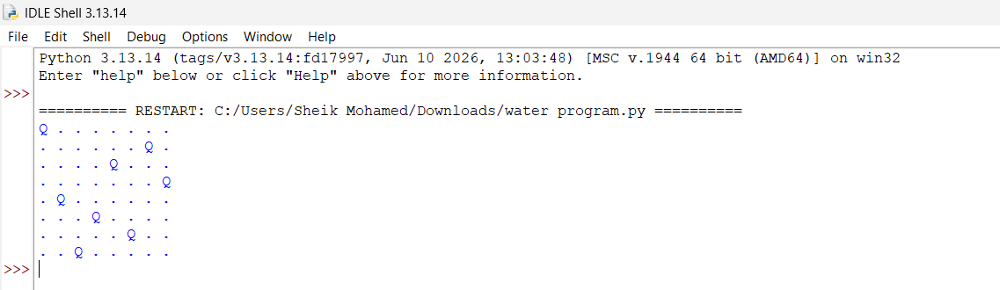 IDLE Shell 3.13.14
File Edit Shell Debug Options Window Help
Python 3.13.14 (tags/v3.13.14:fd17997, Jun 10 2026, 13:03:48) [MSC v.1944 64 bit (AMD64)] on win32
Enter "help" below or click "Help" above for more information.
>>>
========== RESTART: C:/Users/Sheik Mohamed/Downloads/water program.py ==========
Q . . . . . . .
. . . . . . Q .
. . . . Q . . .
. . . . . . . Q
. Q . . . . . .
. . . Q . . . .
. . . . . Q . .
. . Q . . . . .
>>>